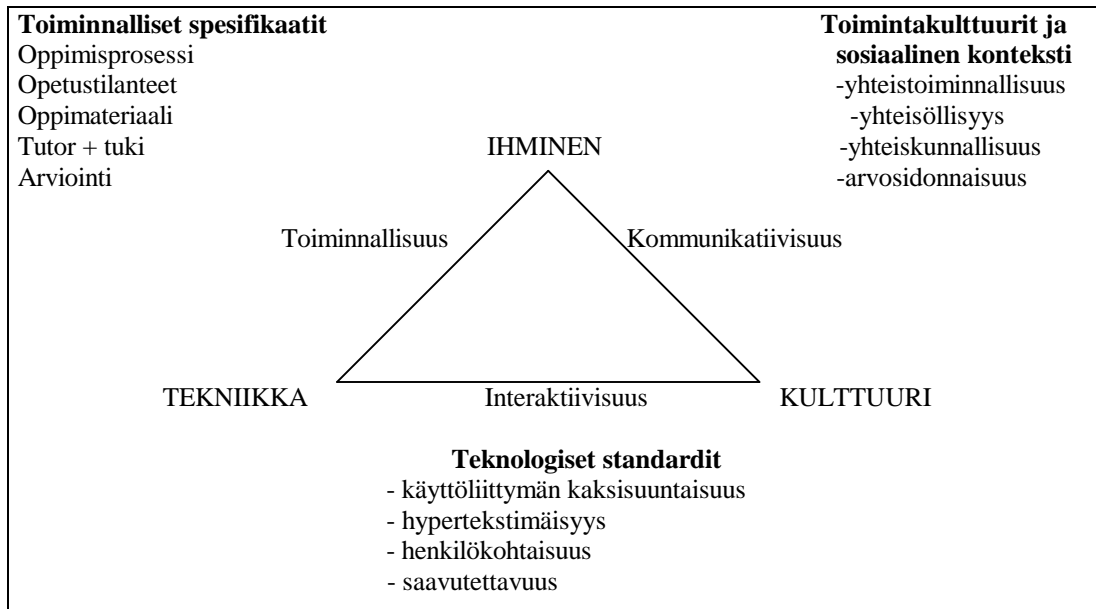 Toiminnalliset spesifikaatit
Oppimisprosessi
Opetustilanteet
Oppimateriaali
Tutor + tuki
Arviointi
Toimintakulttuurit ja
sosiaalinen konteksti
-yhteistoiminnallisuus
-yhteisöllisyys
-yhteiskunnallisuus
-arvosidonnaisuus
IHMINEN
Toiminnallisuus
Kommunikatiivisuus
TEKNIIKKA
Interaktiivisuus
KULTTUURI
Teknologiset standardit
- käyttöliittymän kaksisuuntaisuus
- hypertekstimäisyys
- henkilökohtaisuus
- saavutettavuus